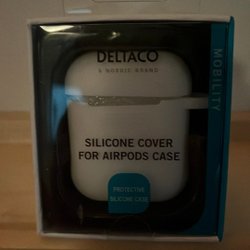 DELTACO
A NORDIC BRAND
MOBILITY
SILICONE COVER
FOR AIRPODS CASE
PROTECTIVE
SILICONE CASE